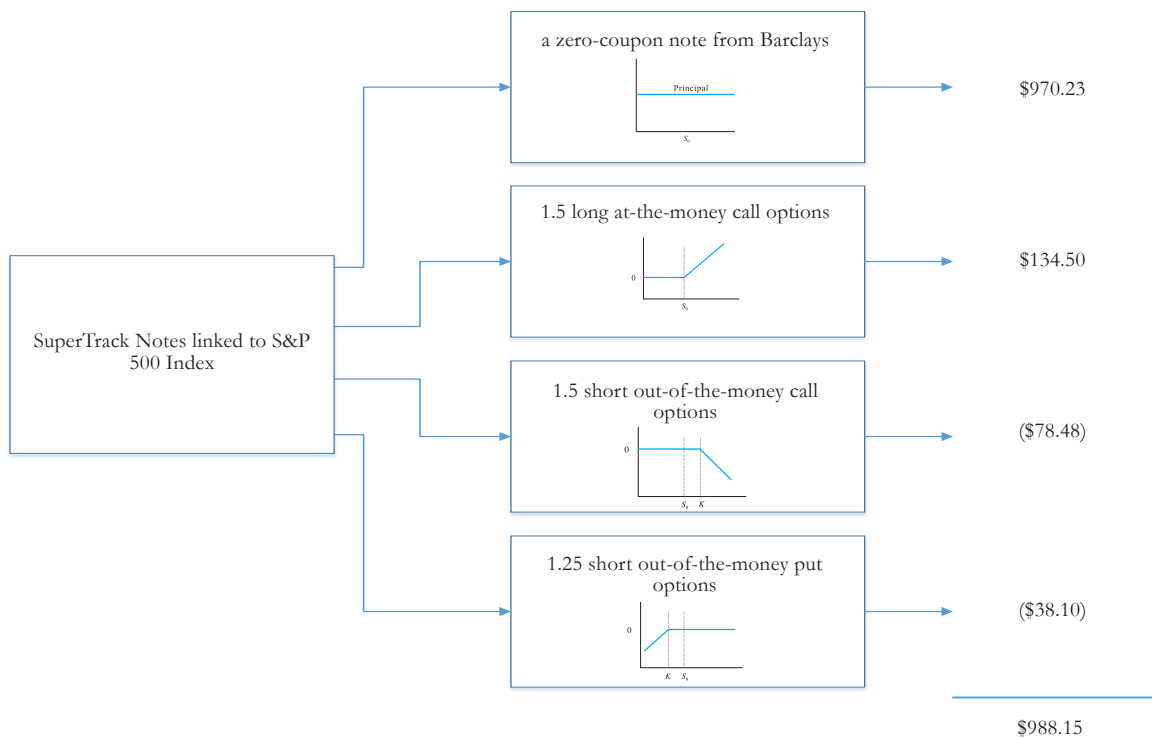 a zero-coupon note from Barclays
Principal
S₀
$970.23
1.5 long at-the-money call options
0
S₀
$134.50
SuperTrack Notes linked to S&P
500 Index
1.5 short out-of-the-money call
options
0
S₀ K
($78.48)
1.25 short out-of-the-money put
options
0
K S₀
($38.10)
$988.15